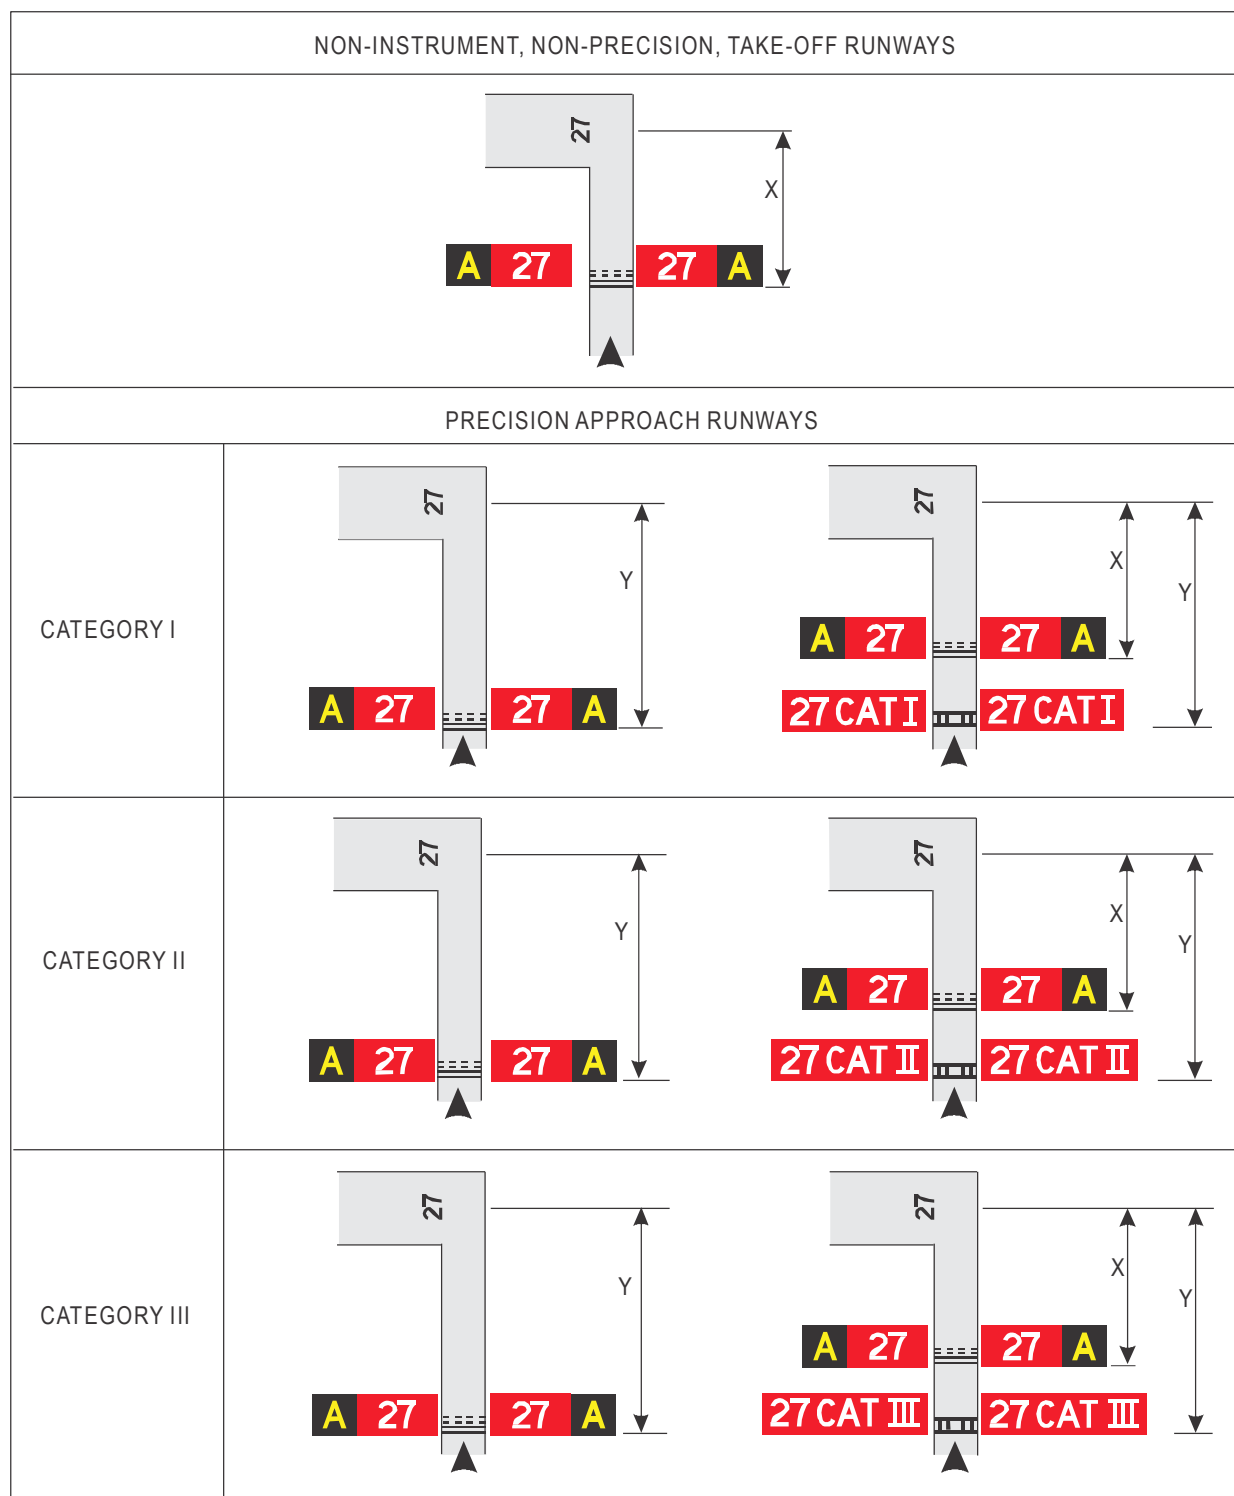 NON-INSTRUMENT, NON-PRECISION, TAKE-OFF RUNWAYS
27
X
A 27 27 A
PRECISION APPROACH RUNWAYS
CATEGORY I
27
Y
A 27 27 A
27
X
Y
A 27 27 A
27 CAT I 27 CAT I
CATEGORY II
27
Y
A 27 27 A
27
X
Y
A 27 27 A
27 CAT II 27 CAT II
CATEGORY III
27
Y
A 27 27 A
27
X
Y
A 27 27 A
27 CAT III 27 CAT III